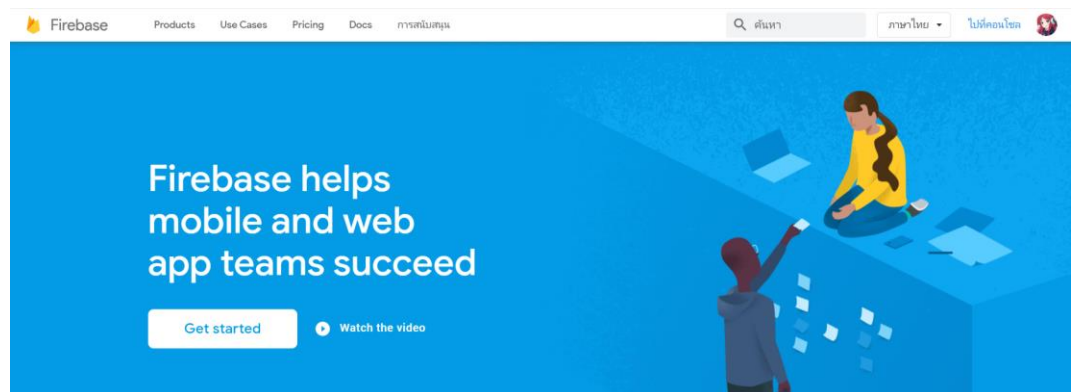 Firebase Products Use Cases Pricing Docs การสนับสนุน ค้นหา ภาษาไทย ไปที่คอนโซล
Firebase helps
mobile and web
app teams succeed
Get started Watch the video